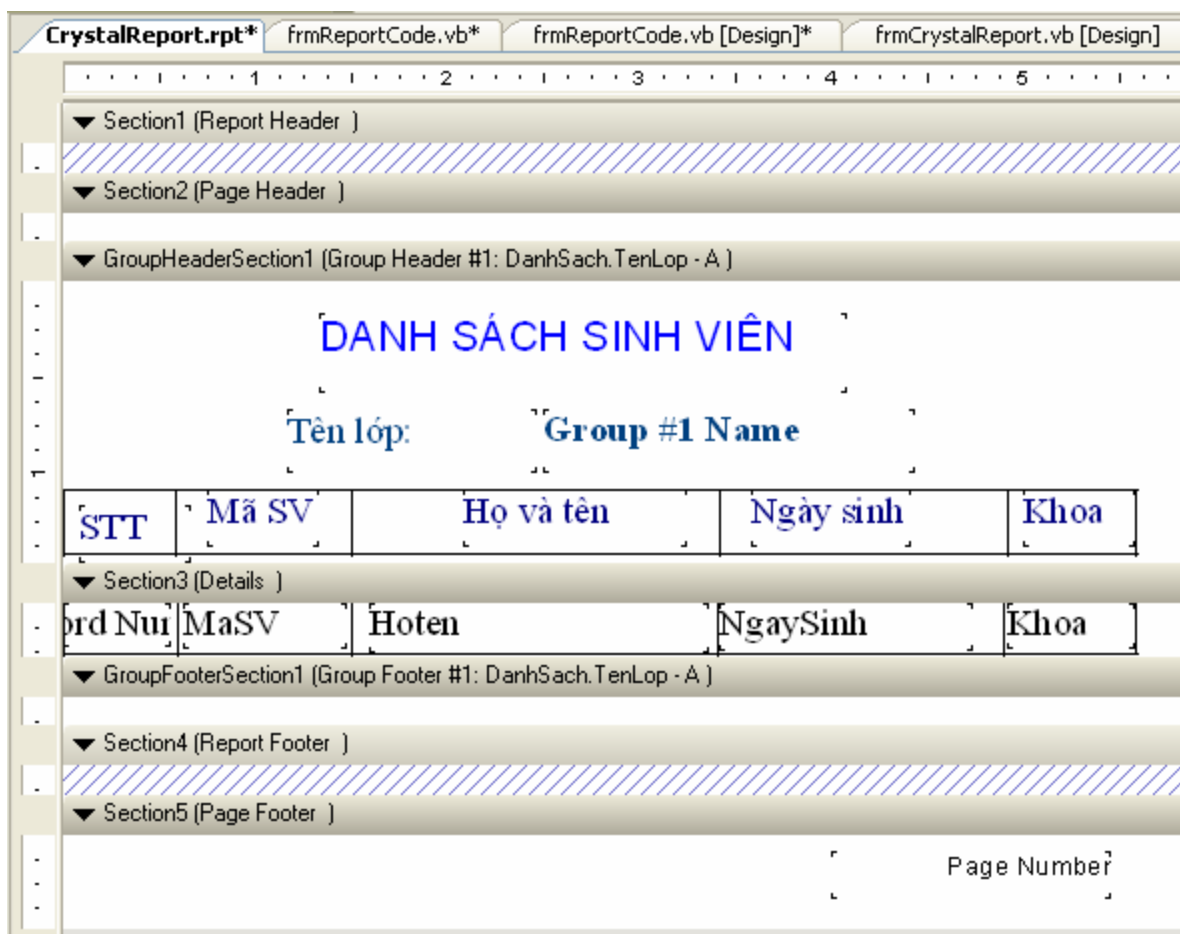 CrystalReport.rpt* frmReportCode.vb* frmReportCode.vb [Design]* frmCrystalReport.vb [Design]
1 2 3 4 5
Section1 (Report Header )
Section2 (Page Header )
GroupHeaderSection1 (Group Header #1: DanhSach.TenLop - A )
DANH SÁCH SINH VIÊN
Tên lớp: Group #1 Name
1
STT Mã SV Họ và tên Ngày sinh Khoa
Section3 (Details )
ord Nur MaSV Hoten NgaySinh Khoa
GroupFooterSection1 (Group Footer #1: DanhSach.TenLop - A )
Section4 (Report Footer )
Section5 (Page Footer )
Page Number